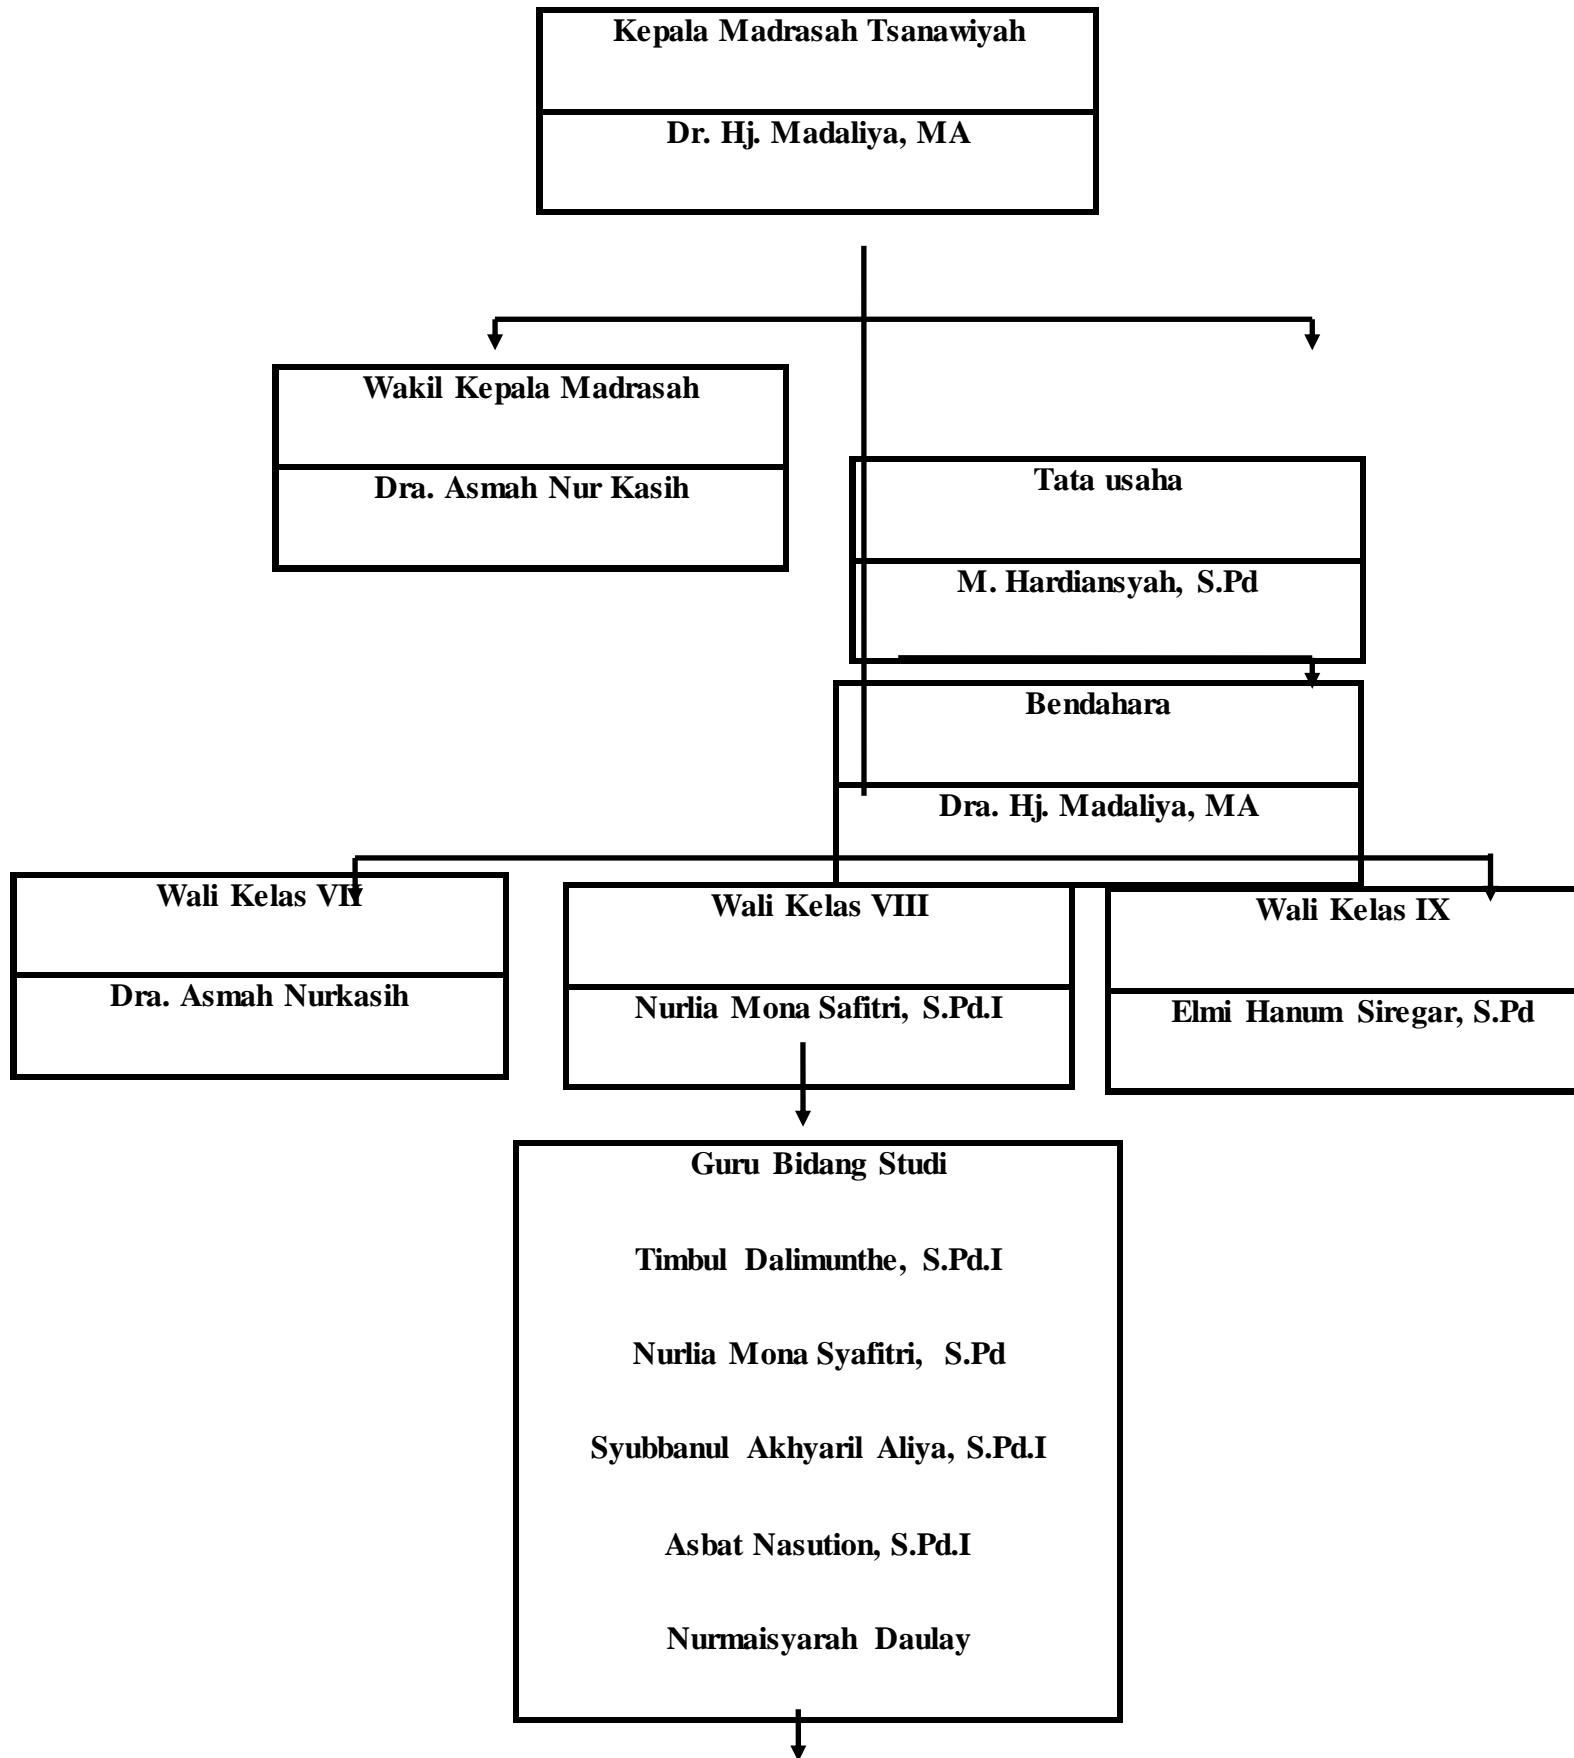 Kepala Madrasah Tsanawiyah
Dr. Hj. Madaliya, MA
Wakil Kepala Madrasah
Dra. Asmah Nur Kasih
Tata usaha
M. Hardiansyah, S.Pd
Bendahara
Dra. Hj. Madaliya, MA
Wali Kelas VII
Dra. Asmah Nurkasih
Wali Kelas VIII
Nurlia Mona Safitri, S.Pd.I
Wali Kelas IX
Elmi Hanum Siregar, S.Pd
Guru Bidang Studi
Timbul Dalimunthe, S.Pd.I
Nurlia Mona Syafitri, S.Pd
Syubbanul Akhyaril Aliya, S.Pd.I
Asbat Nasution, S.Pd.I
Nurmaisyarah Daulay